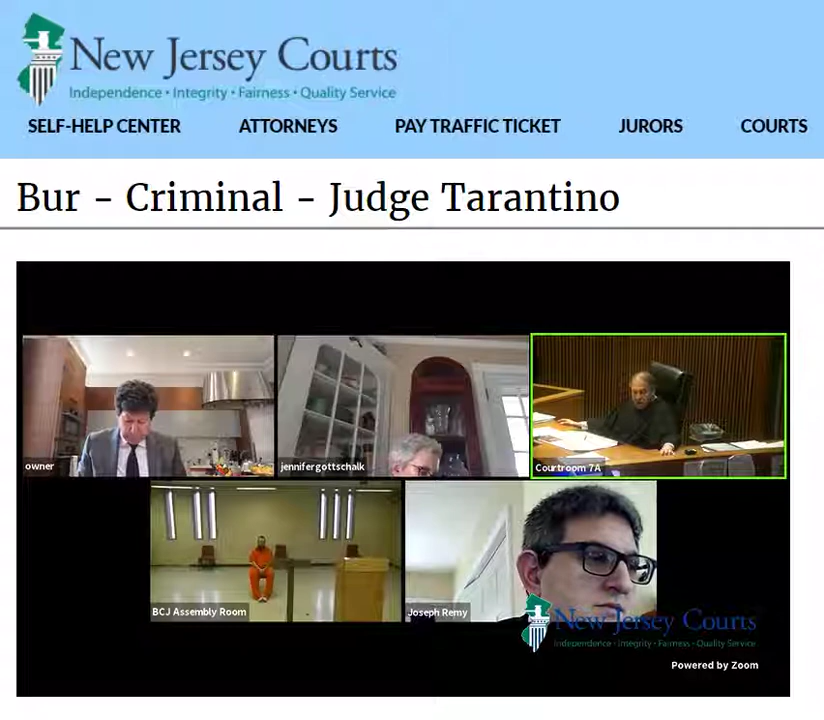 New Jersey Courts
Independence • Integrity • Fairness • Quality Service
SELF-HELP CENTER ATTORNEYS PAY TRAFFIC TICKET JURORS COURTS
Bur - Criminal - Judge Tarantino
owner
jennifergottschalk
Courtroom 7A
BCJ Assembly Room
Joseph Remy
New Jersey Courts
Independence • Integrity • Fairness • Quality Service
Powered by Zoom